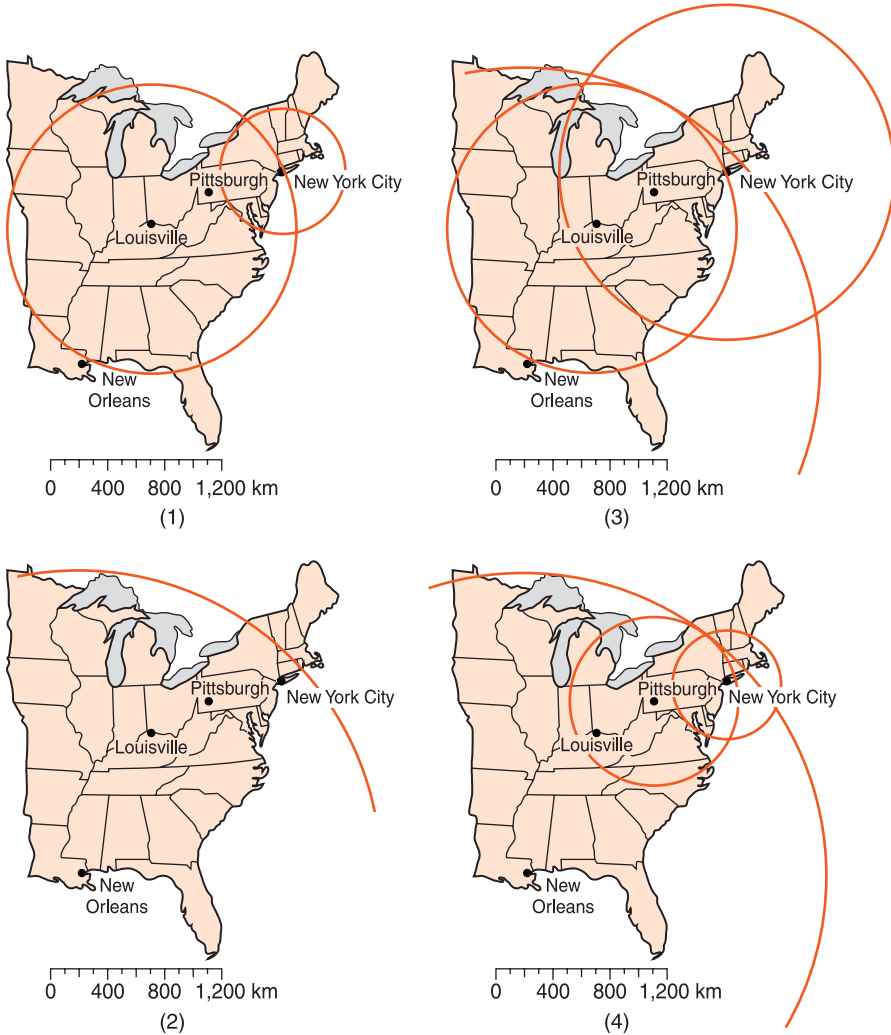 Pittsburgh
New York City
Louisville
New
Orleans
0 400 800 1,200 km
(1)
Pittsburgh
New York City
Louisville
New
Orleans
0 400 800 1,200 km
(3)
Pittsburgh
New York City
Louisville
New
Orleans
0 400 800 1,200 km
(2)
Pittsburgh
New York City
Louisville
New
Orleans
0 400 800 1,200 km
(4)